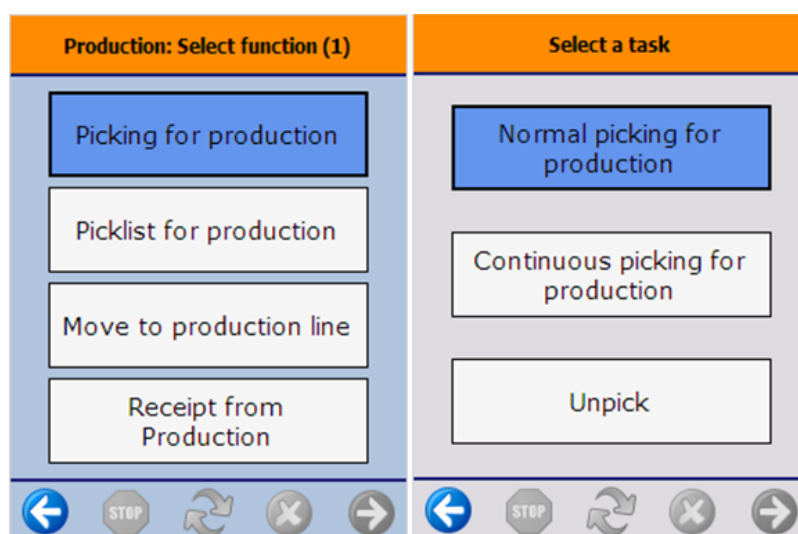 Production: Select function (1)
Picking for production
Picklist for production
Move to production line
Receipt from
Production
STOP
Select a task
Normal picking for
production
Continuous picking for
production
Unpick
STOP